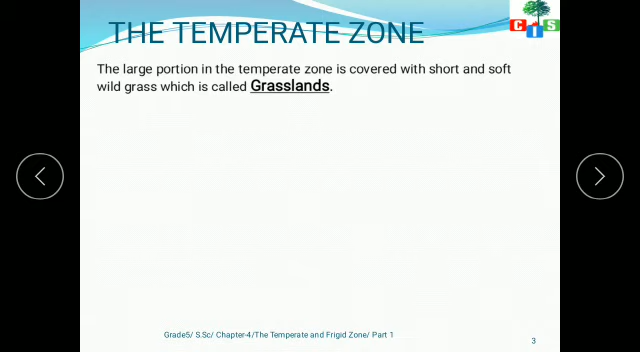 THE TEMPERATE ZONE
C I S
The large portion in the temperate zone is covered with short and soft
wild grass which is called Grasslands.
Grade5/ S.Sc/ Chapter-4/The Temperate and Frigid Zone/ Part 1
3